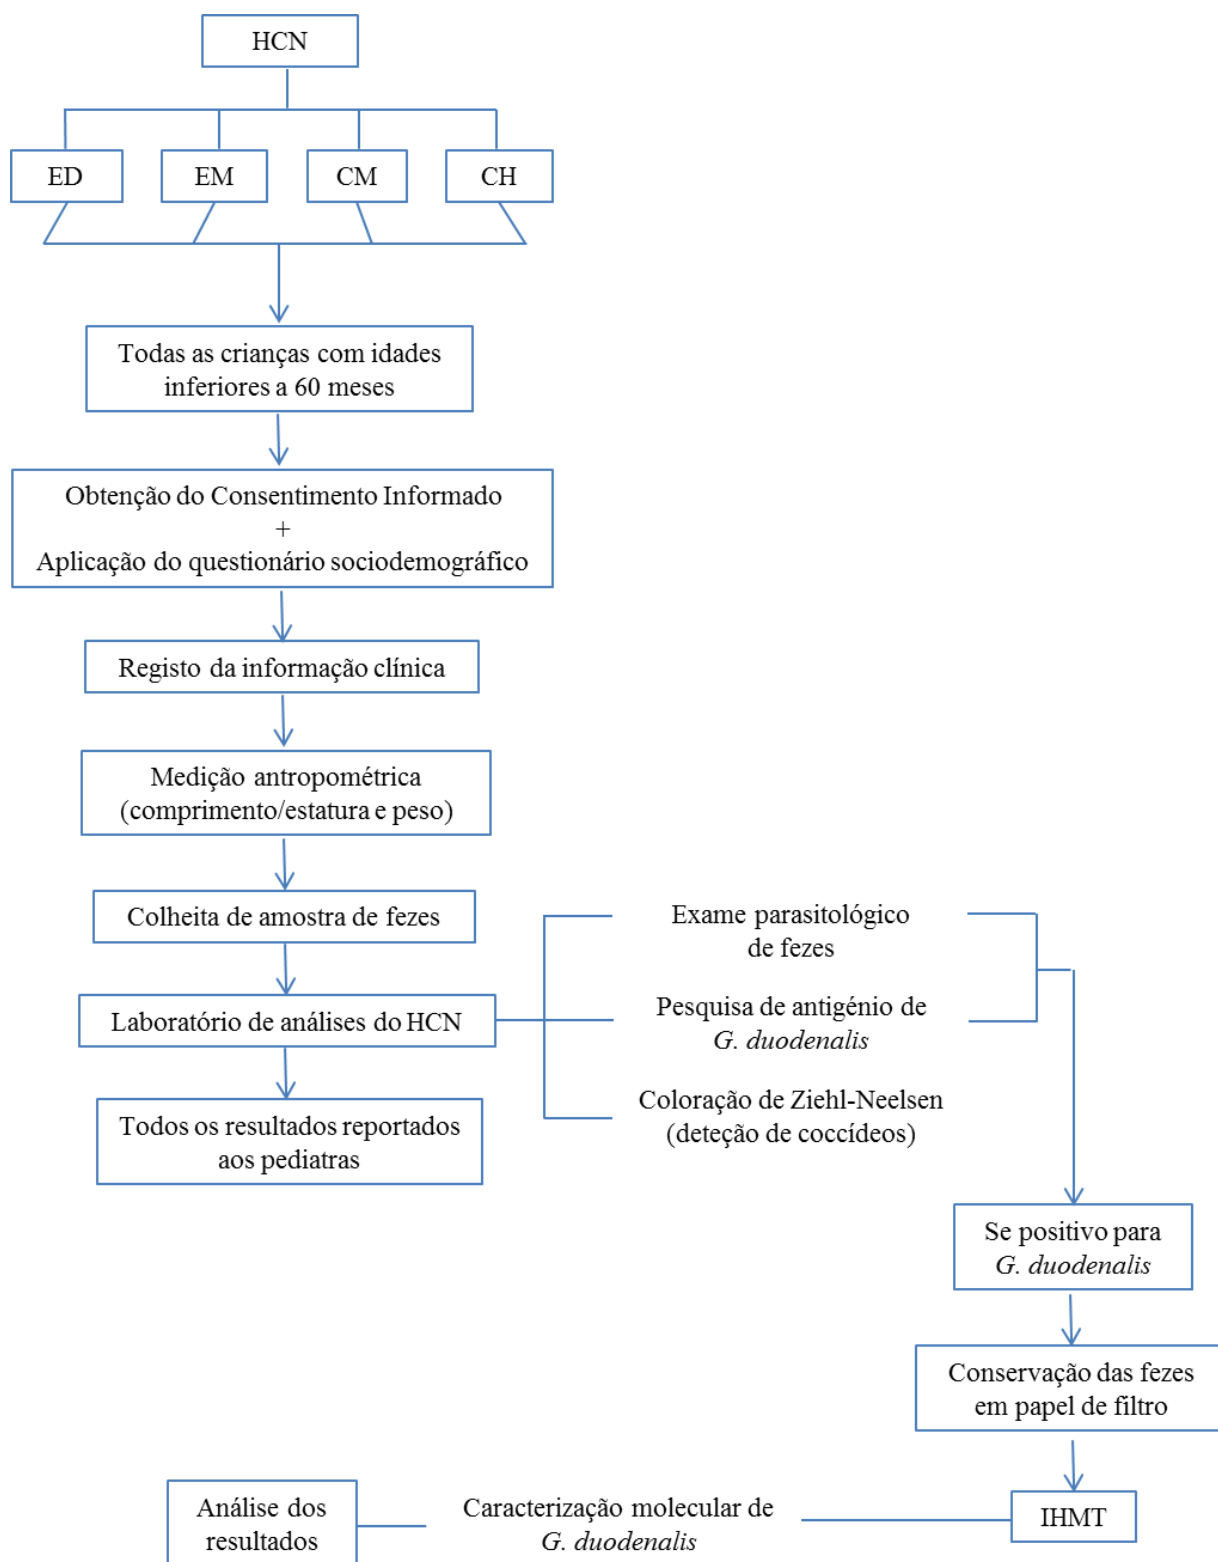 HCN
ED
EM
CM
CH
Todas as crianças com idades
inferiores a 60 meses
Obtenção do Consentimento Informado
+
Aplicação do questionário sociodemográfico
Registo da informação clínica
Medição antropométrica
(comprimento/estatura e peso)
Colheita de amostra de fezes
Laboratório de análises do HCN
Todos os resultados reportados
aos pediatras
Exame parasitológico
de fezes
Pesquisa de antigénio de
G. duodenalis
Coloração de Ziehl-Neelsen
(deteção de coccídeos)
Se positivo para
G. duodenalis
Conservação das fezes
em papel de filtro
IHMT
Caracterização molecular de
G. duodenalis
Análise dos
resultados